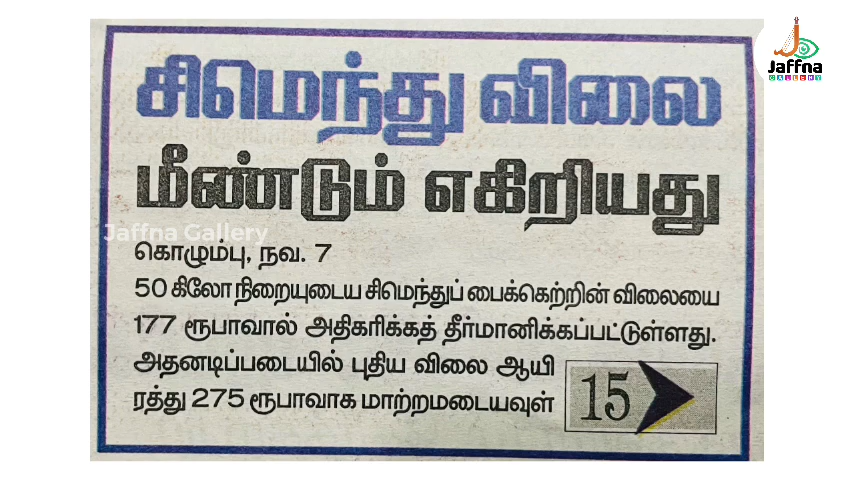 Jaffna
GALLERY
சிமெந்து விலை
மீண்டும் எகிறியது
Jaffna Gallery
கொழும்பு, நவ. 7
50 கிலோ நிறையுடைய சிமெந்துப் பைக்கெற்றின் விலையை
177 ரூபாவால் அதிகரிக்கத் தீர்மானிக்கப்பட்டுள்ளது.
அதனடிப்படையில் புதிய விலை ஆயி
ரத்து 275 ரூபாவாக மாற்றமடையவுள்
15